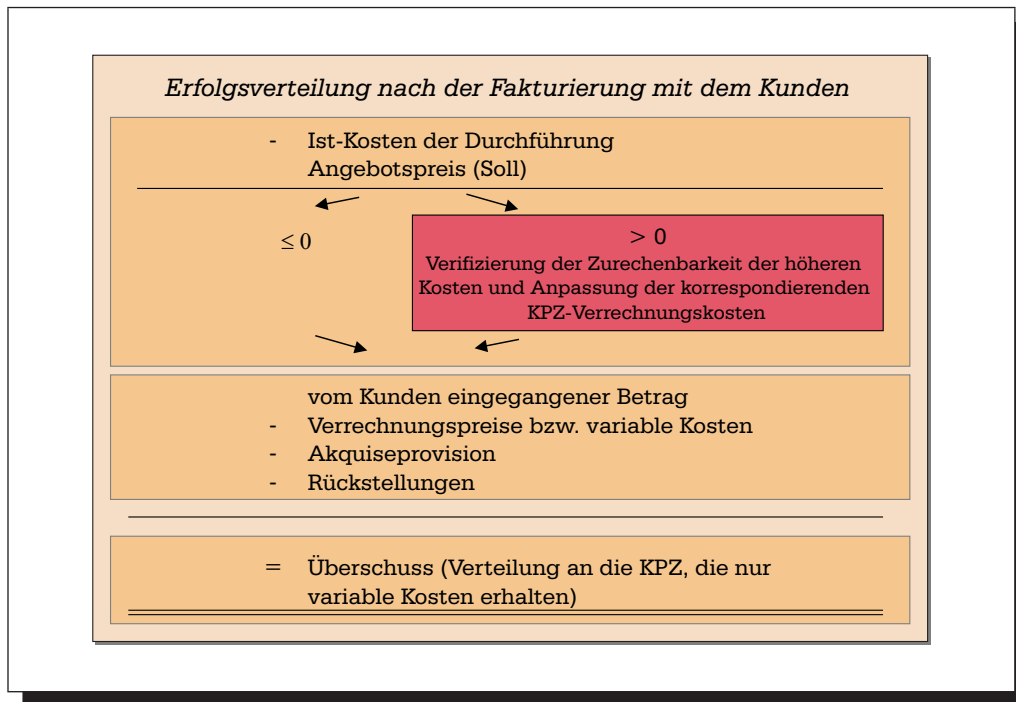 Erfolgsverteilung nach der Fakturierung mit dem Kunden
- Ist-Kosten der Durchführung
Angebotspreis (Soll)
≤ 0
> 0
Verifizierung der Zurechenbarkeit der höheren
Kosten und Anpassung der korrespondierenden
KPZ-Verrechnungskosten
vom Kunden eingegangener Betrag
- Verrechnungspreise bzw. variable Kosten
- Akquiseprovision
- Rückstellungen
= Überschuss (Verteilung an die KPZ, die nur
variable Kosten erhalten)